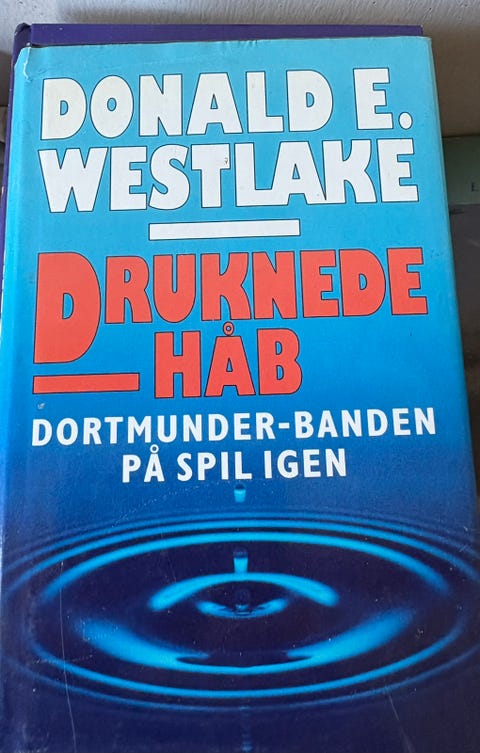 DONALD E.
WESTLAKE
DRUKNEDE
HÅB
DORTMUNDER-BANDEN
PÅ SPIL IGEN